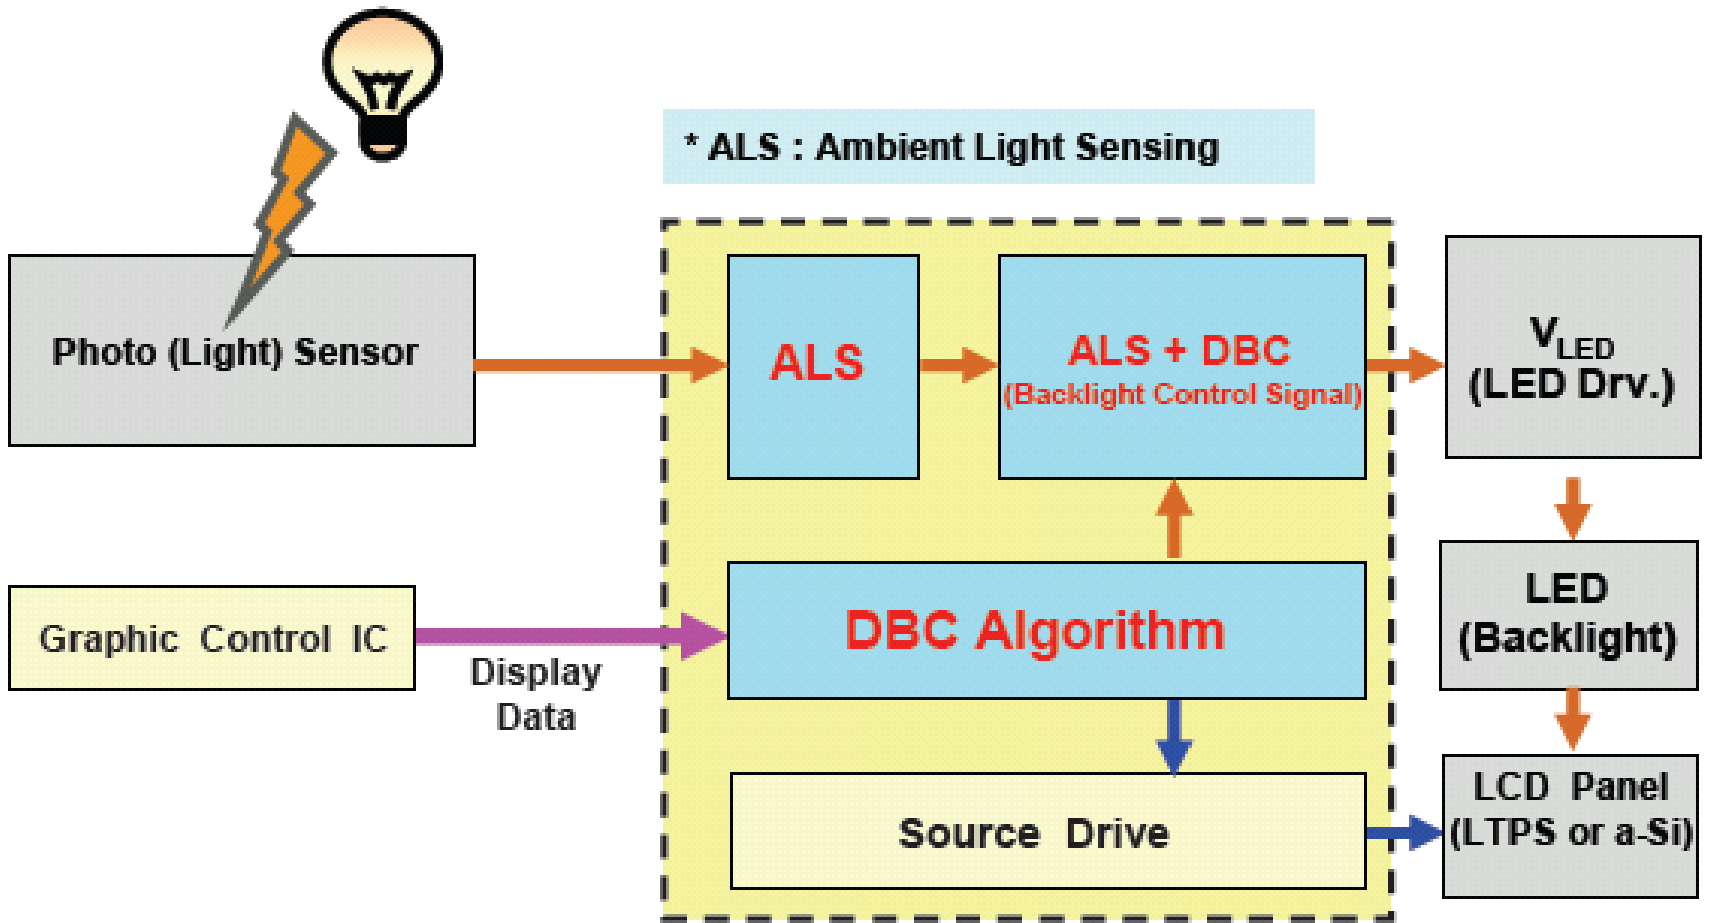 * ALS : Ambient Light Sensing
Photo (Light) Sensor
ALS
ALS + DBC
(Backlight Control Signal)
VLED
(LED Drv.)
Graphic Control IC
Display
Data
DBC Algorithm
LED
(Backlight)
Source Drive
LCD Panel
(LTPS or a-Si)